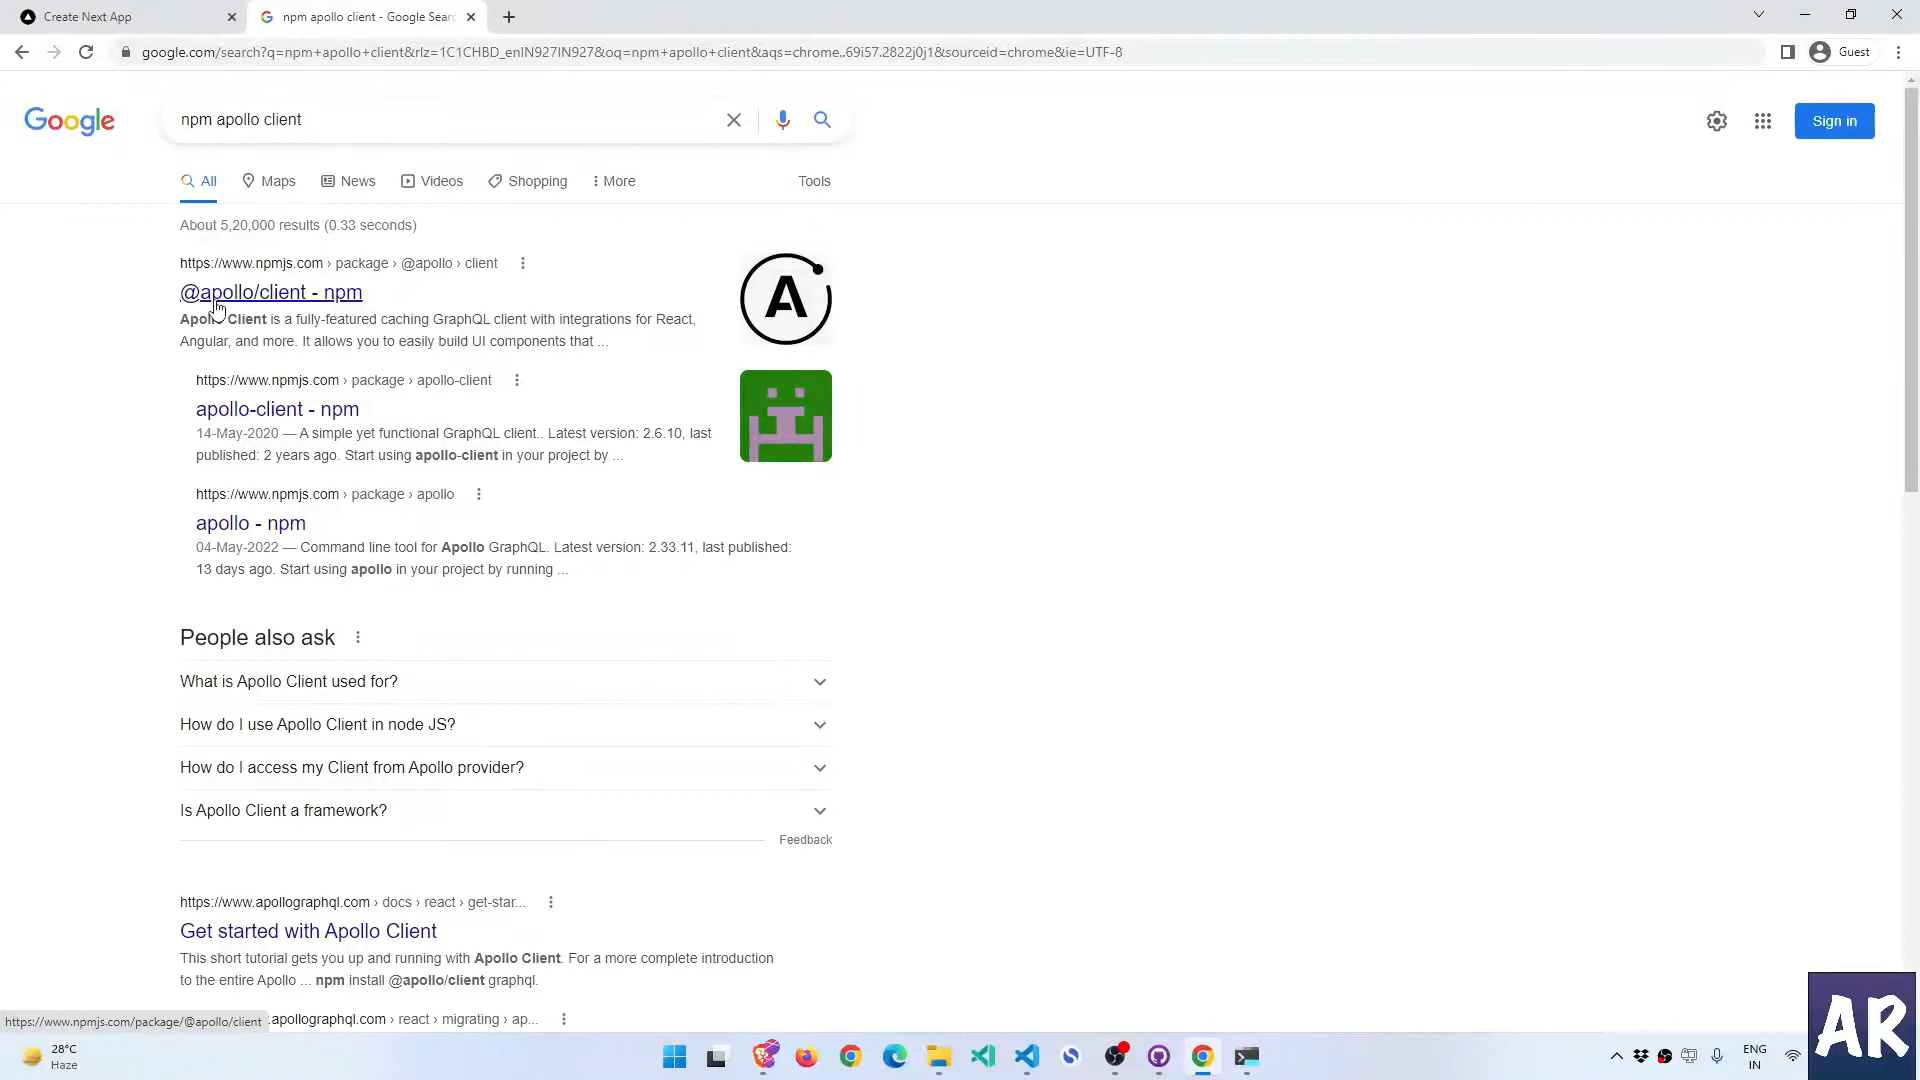 Create Next App
npm apollo client - Google Searc
google.com/search?q=npm+apollo+client&rlz=1C1CHBD_enIN927IN927&oq=npm+apollo+client&aqs=chrome..69i57.2822j0j1&sourceid=chrome&ie=UTF-8
Guest
Google
npm apollo client
Sign in
All
Maps
News
Videos
Shopping
More
Tools
About 5,20,000 results (0.33 seconds)
https://www.npmjs.com › package › @apollo › client
@apollo/client - npm
Client is a fully-featured caching GraphQL client with integrations for React,
Angular, and more. It allows you to easily build UI components that ...
https://www.npmjs.com › package › apollo-client
apollo-client - npm
14-May-2020 — A simple yet functional GraphQL client.. Latest version: 2.6.10, last
published: 2 years ago. Start using apollo-client in your project by ...
https://www.npmjs.com › package › apollo
apollo - npm
04-May-2022 — Command line tool for Apollo GraphQL. Latest version: 2.33.11, last published:
13 days ago. Start using apollo in your project by running ...
People also ask
What is Apollo Client used for?
How do I use Apollo Client in node JS?
How do I access my Client from Apollo provider?
Is Apollo Client a framework?
Feedback
https://www.apollographql.com › docs › react › get-star...
Get started with Apollo Client
This short tutorial gets you up and running with Apollo Client. For a more complete introduction
to the entire Apollo ... npm install @apollo/client graphql.
https://www.npmjs.com/package/@apollo/client
.apollographql.com › react › migrating › ap...
28°C
Haze
ENG
IN
AR